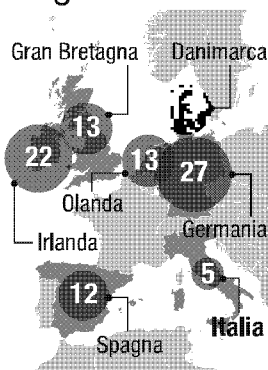 Gran Bretagna
Danimarca
13
22
13
27
Olanda
Germania
Irlanda
5
12
Italia
Spagna